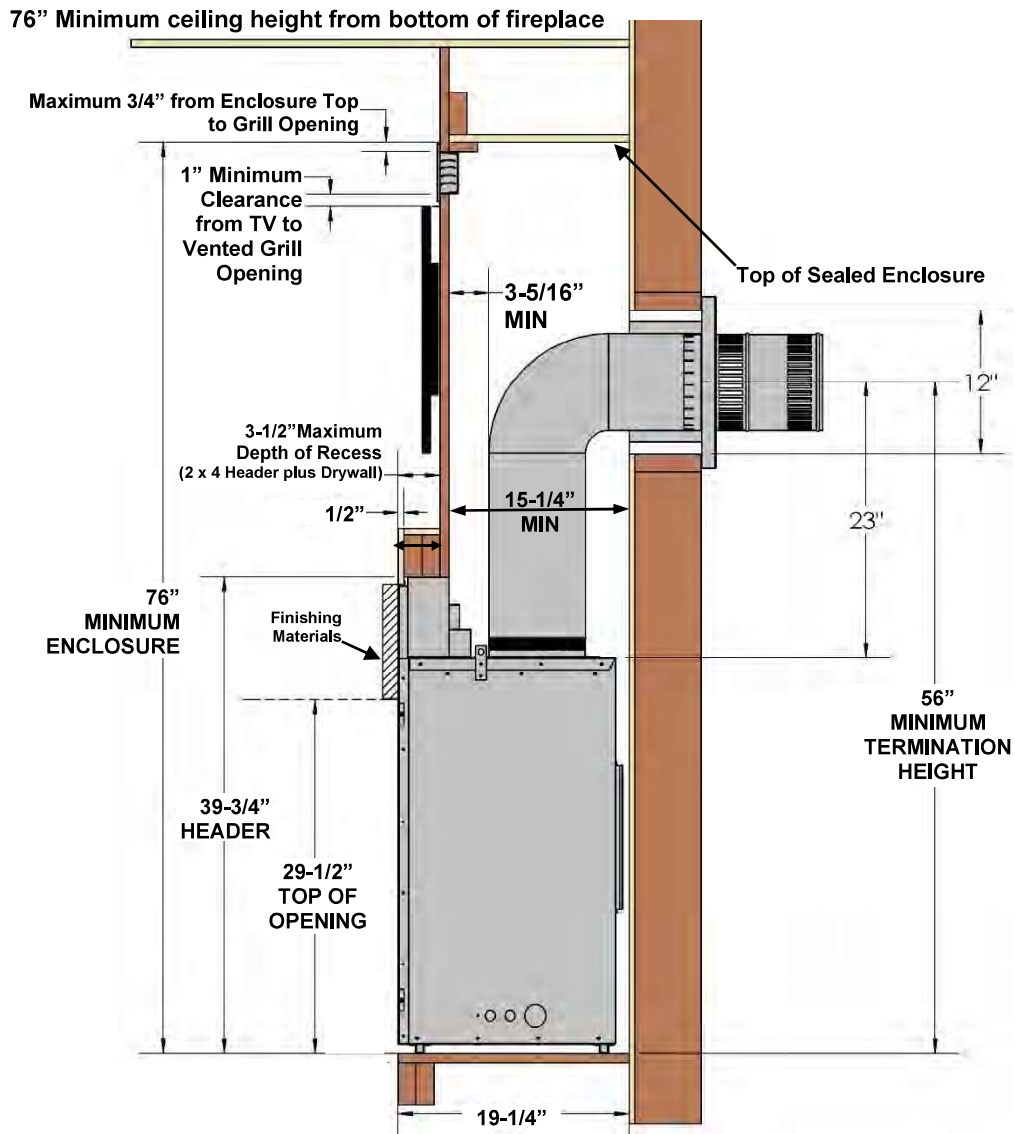 76” Minimum ceiling height from bottom of fireplace
Maximum 3/4” from Enclosure Top
to Grill Opening
1” Minimum
Clearance
from TV to
Vented Grill
Opening
Top of Sealed Enclosure
3-5/16”
MIN
12"
3-1/2”Maximum
Depth of Recess
(2 x 4 Header plus Drywall)
1/2”
15-1/4”
MIN
23"
76”
MINIMUM
ENCLOSURE
Finishing
Materials
56”
MINIMUM
TERMINATION
HEIGHT
39-3/4”
HEADER
29-1/2”
TOP OF
OPENING
19-1/4”